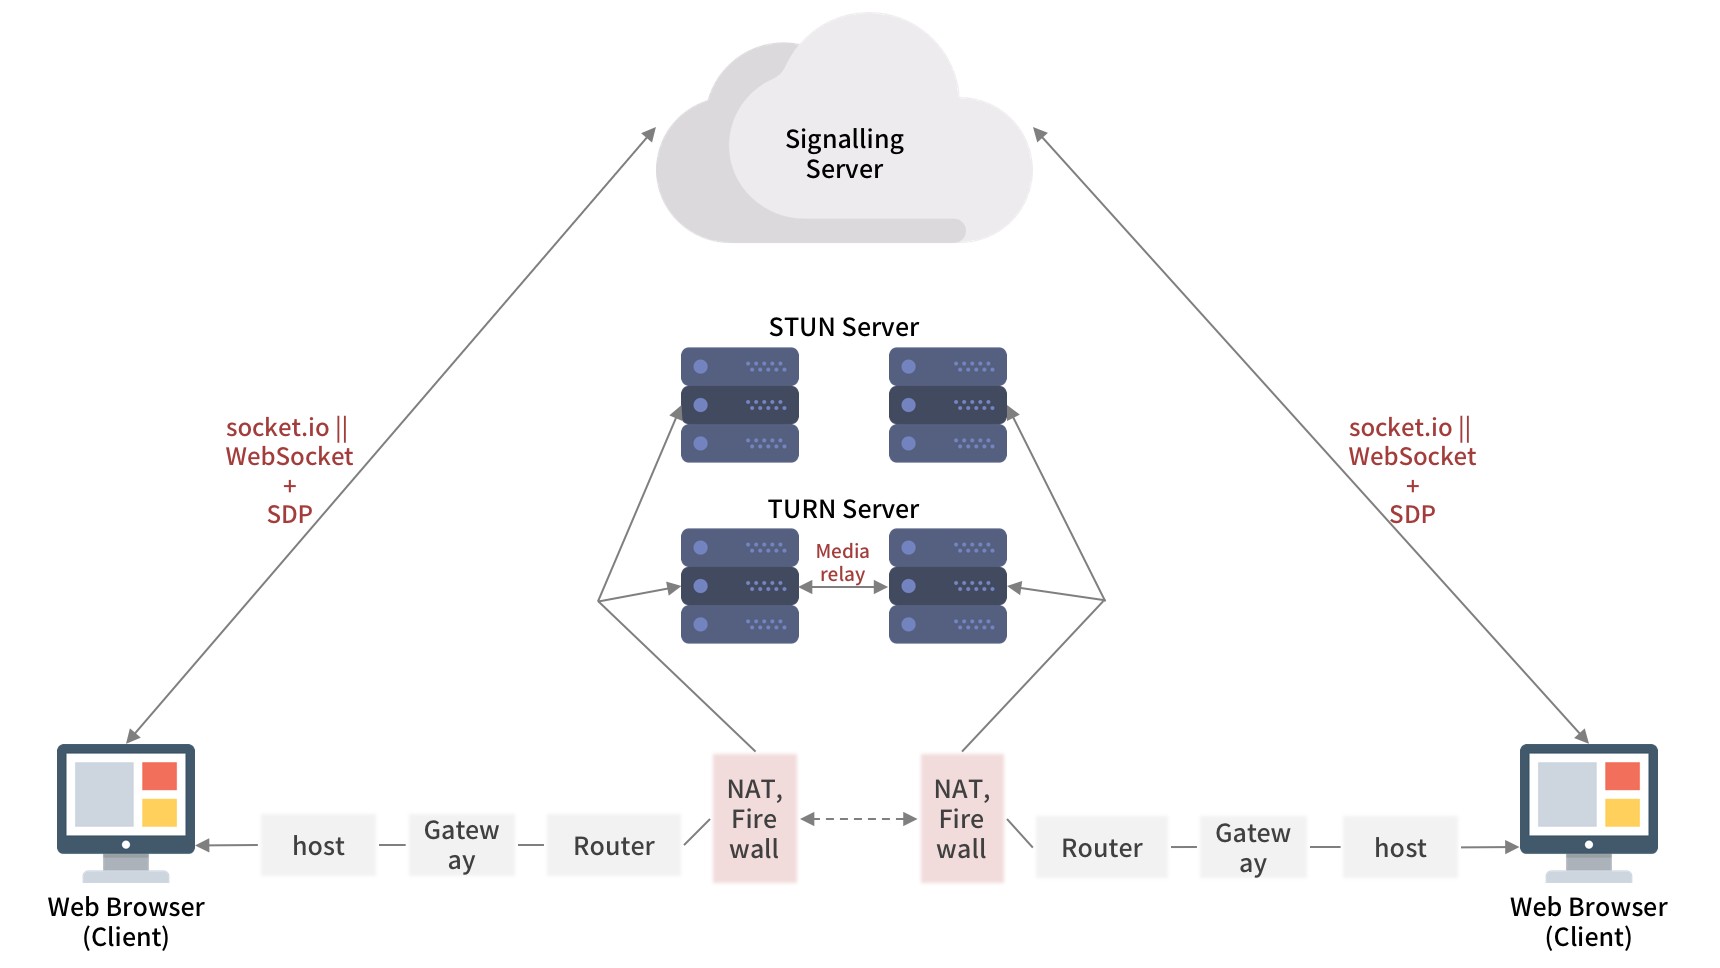 Signalling
Server
STUN Server
socket.io ||
WebSocket
+
SDP
socket.io ||
WebSocket
+
SDP
TURN Server
Media
relay
NAT,
Fire
wall
NAT,
Fire
wall
host
Gatew
ay
Router
Router
Gatew
ay
host
Web Browser
(Client)
Web Browser
(Client)